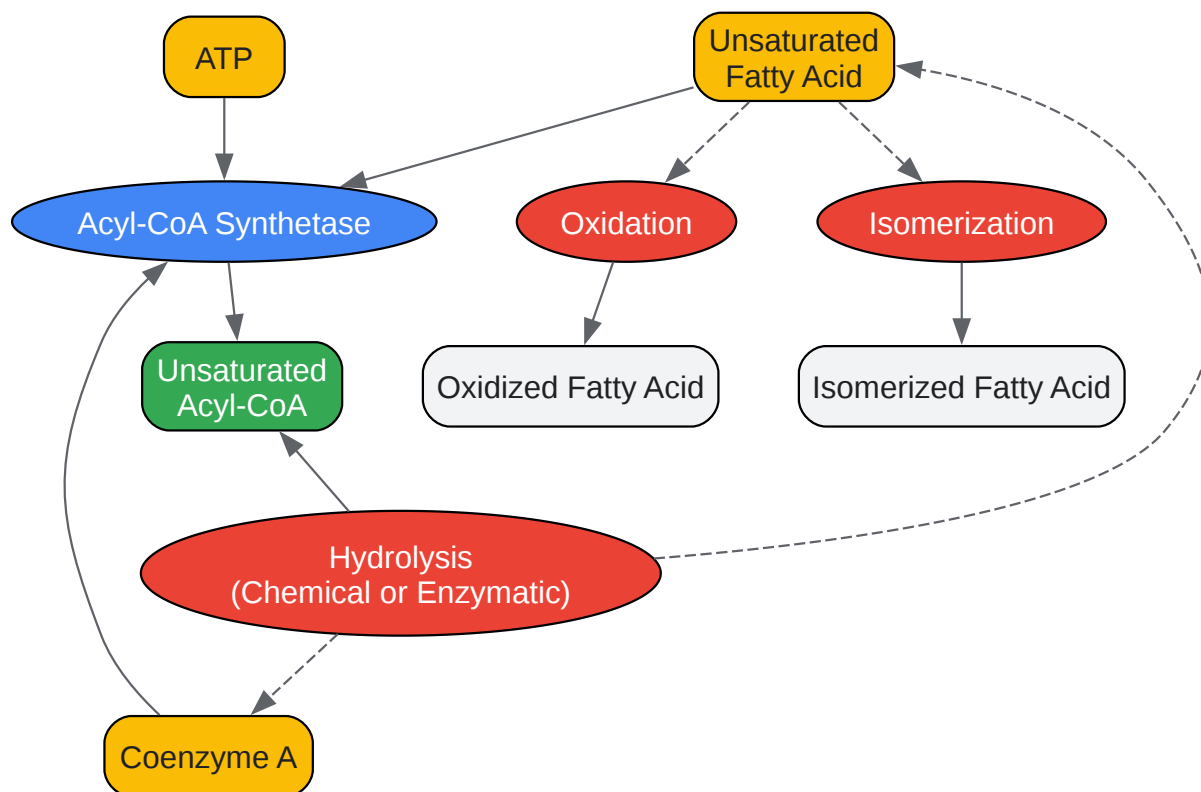 ATP
Unsaturated
Fatty Acid
Acyl-CoA Synthetase
Oxidation
Isomerization
Unsaturated
Acyl-CoA
Oxidized Fatty Acid
Isomerized Fatty Acid
Hydrolysis
(Chemical or Enzymatic)
Coenzyme A